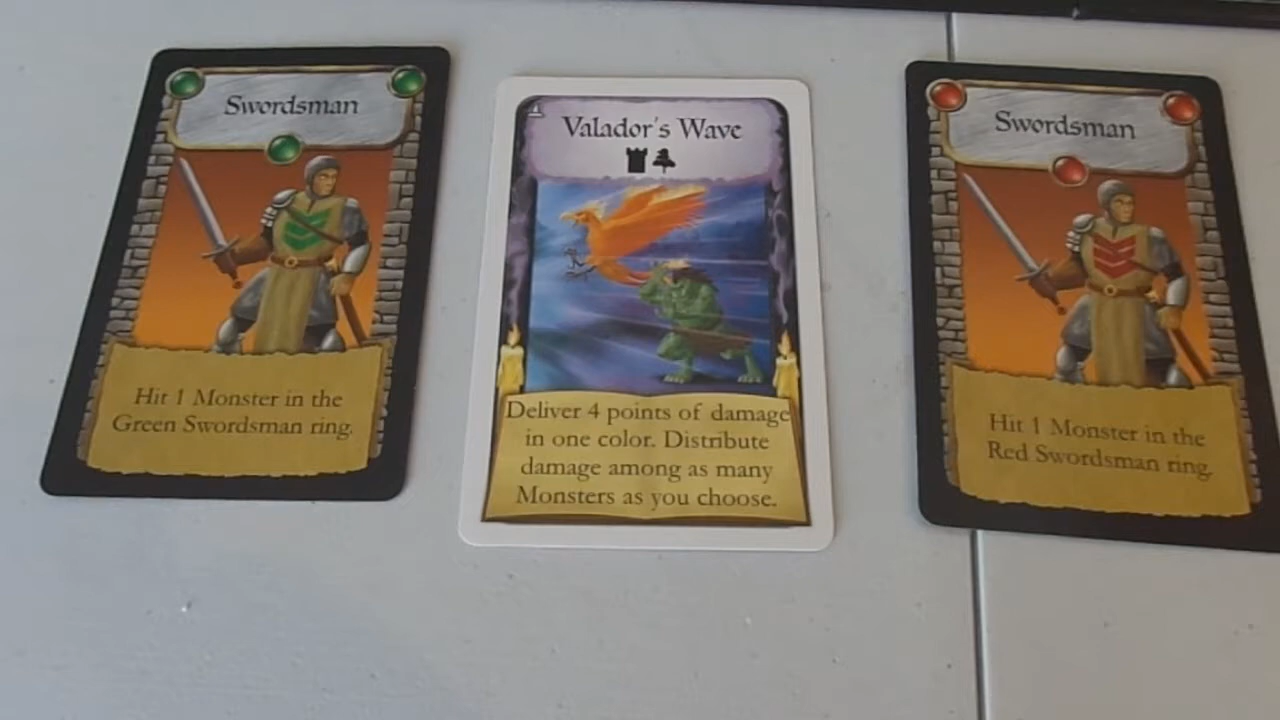 Swordsman
Hit 1 Monster in the
Green Swordsman ring.
Valador's Wave
Deliver 4 points of damage
in one color. Distribute
damage among as many
Monsters as you choose.
Swordsman
Hit 1 Monster in the
Red Swordsman ring.